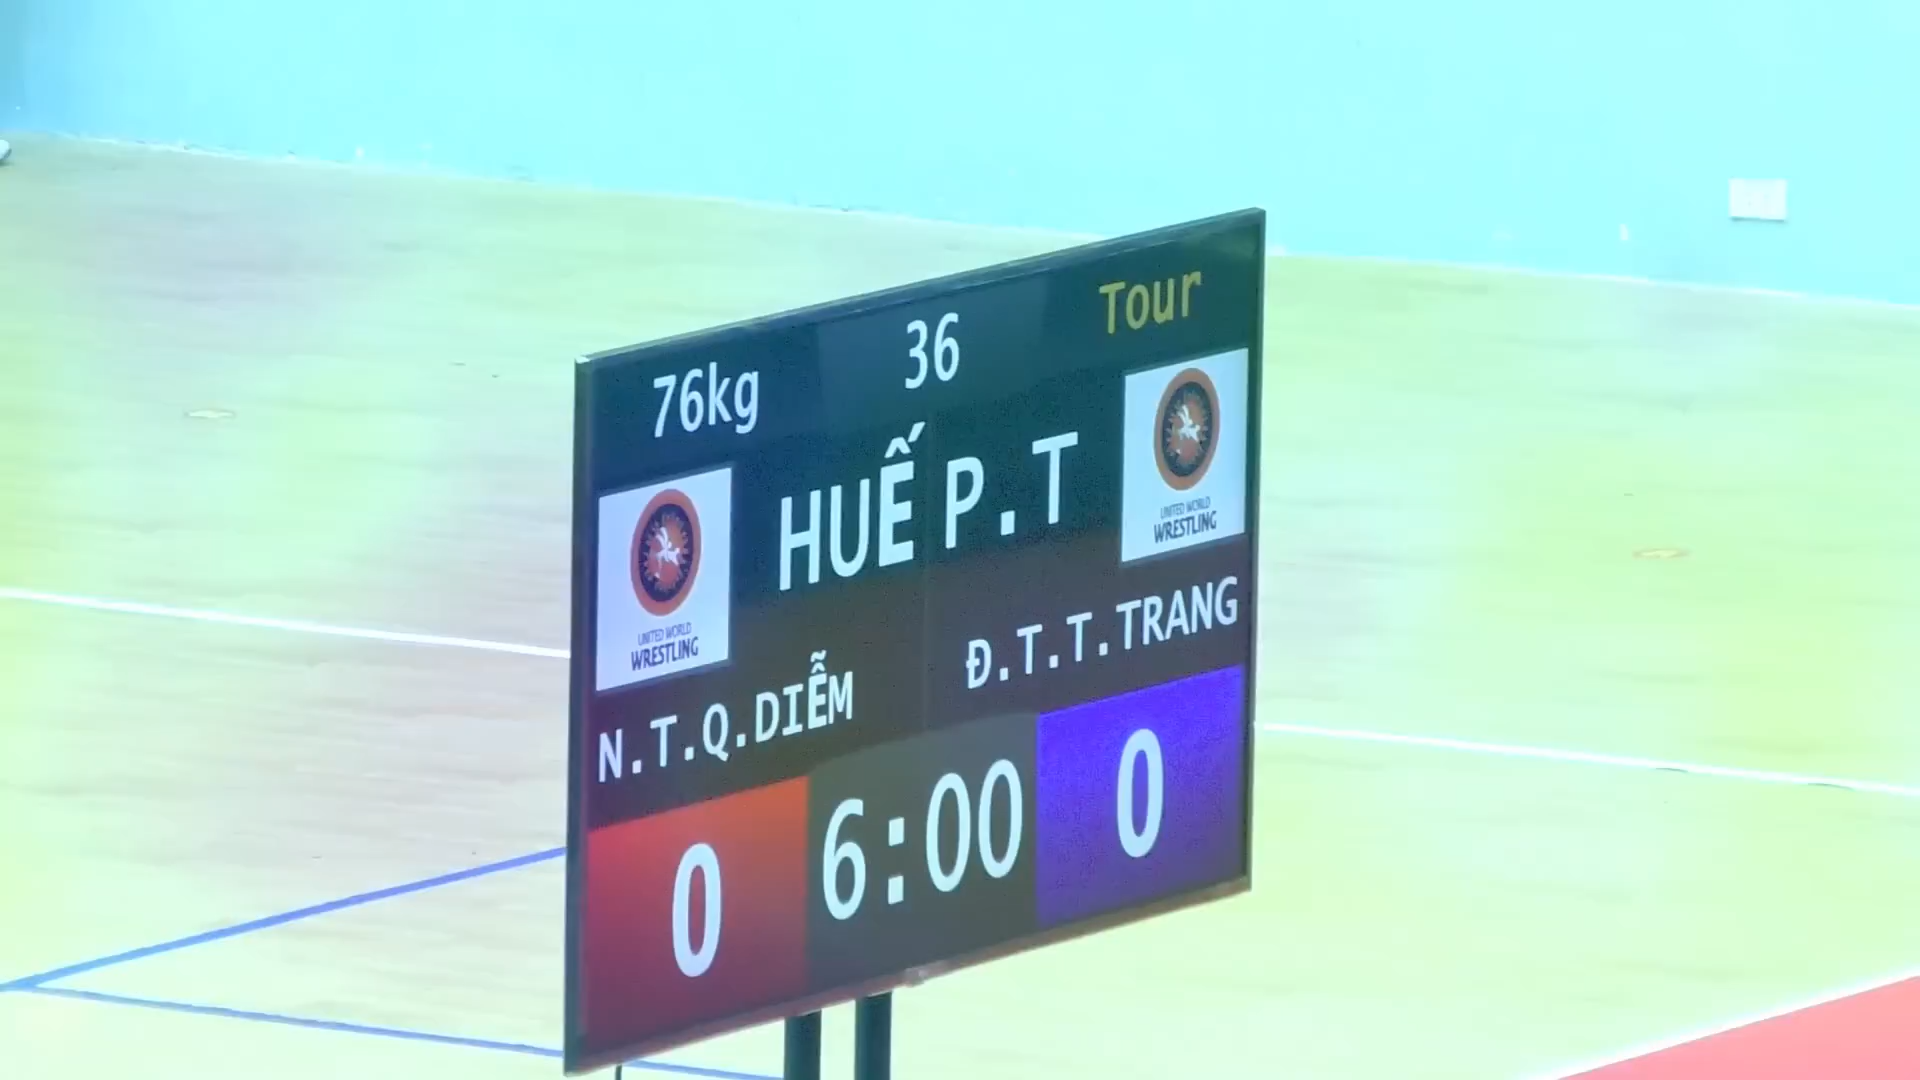 76kg 36 Tour
HUẾ P.T
UNITED WORLD
WRESTLING
UNITED WORLD
WRESTLING
N.T.Q.DIỄM Đ.T.T.TRANG
0 6:00 0